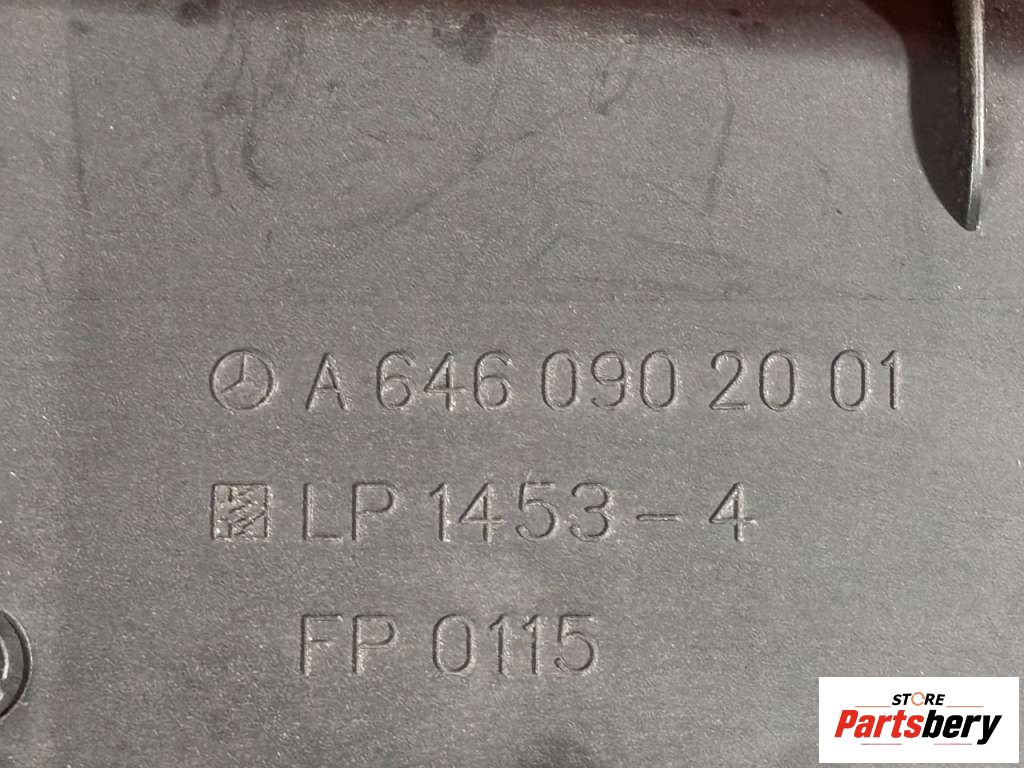 A 646 090 20 01
LP 1453-4
FP 0115
STORE
Partsbery